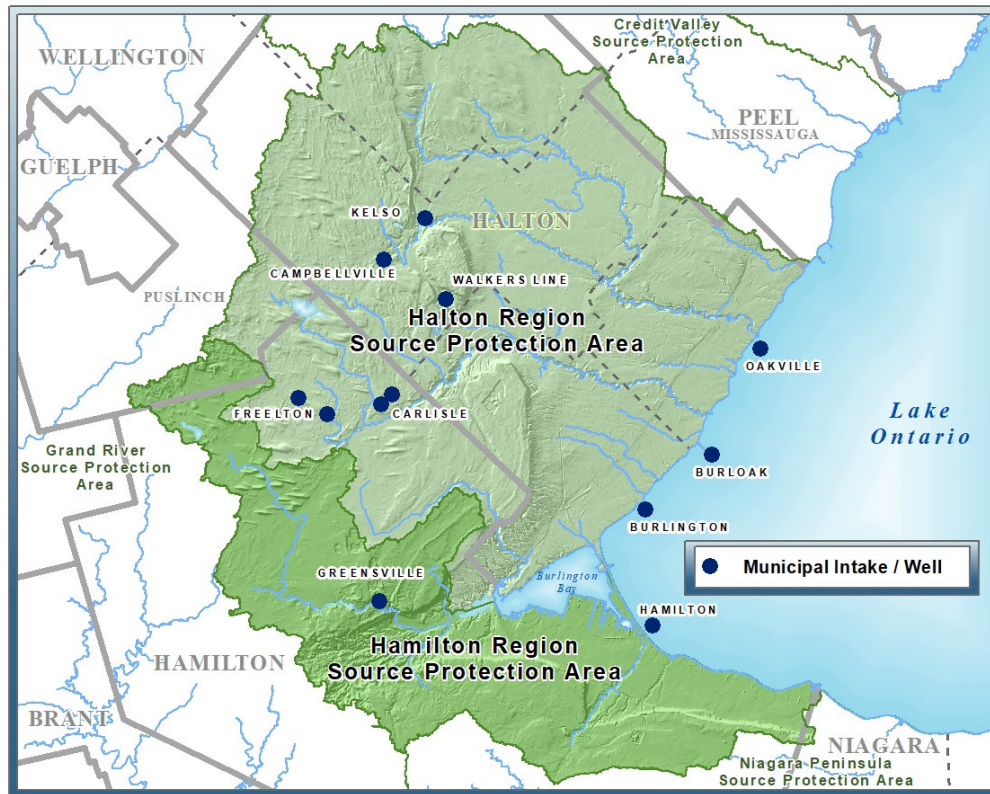 Credit Valley
Source Protection
Area
WELLINGTON
PEEL
MISSISSAUGA
GUELPH
KELSO
HALTON
CAMPBELLVILLE
WALKERS LINE
PUSLINCH
Halton Region
Source Protection Area
OAKVILLE
FREELTON
CARLISLE
Lake
Ontario
Grand River
Source Protection
Area
BURLOAK
BURLINGTON
Municipal Intake / Well
GREENSVILLE
Burlington
Bay
HAMILTON
Hamilton Region
Source Protection Area
HAMILTON
BRANT
NIAGARA
Niagara Peninsula
Source Protection Area